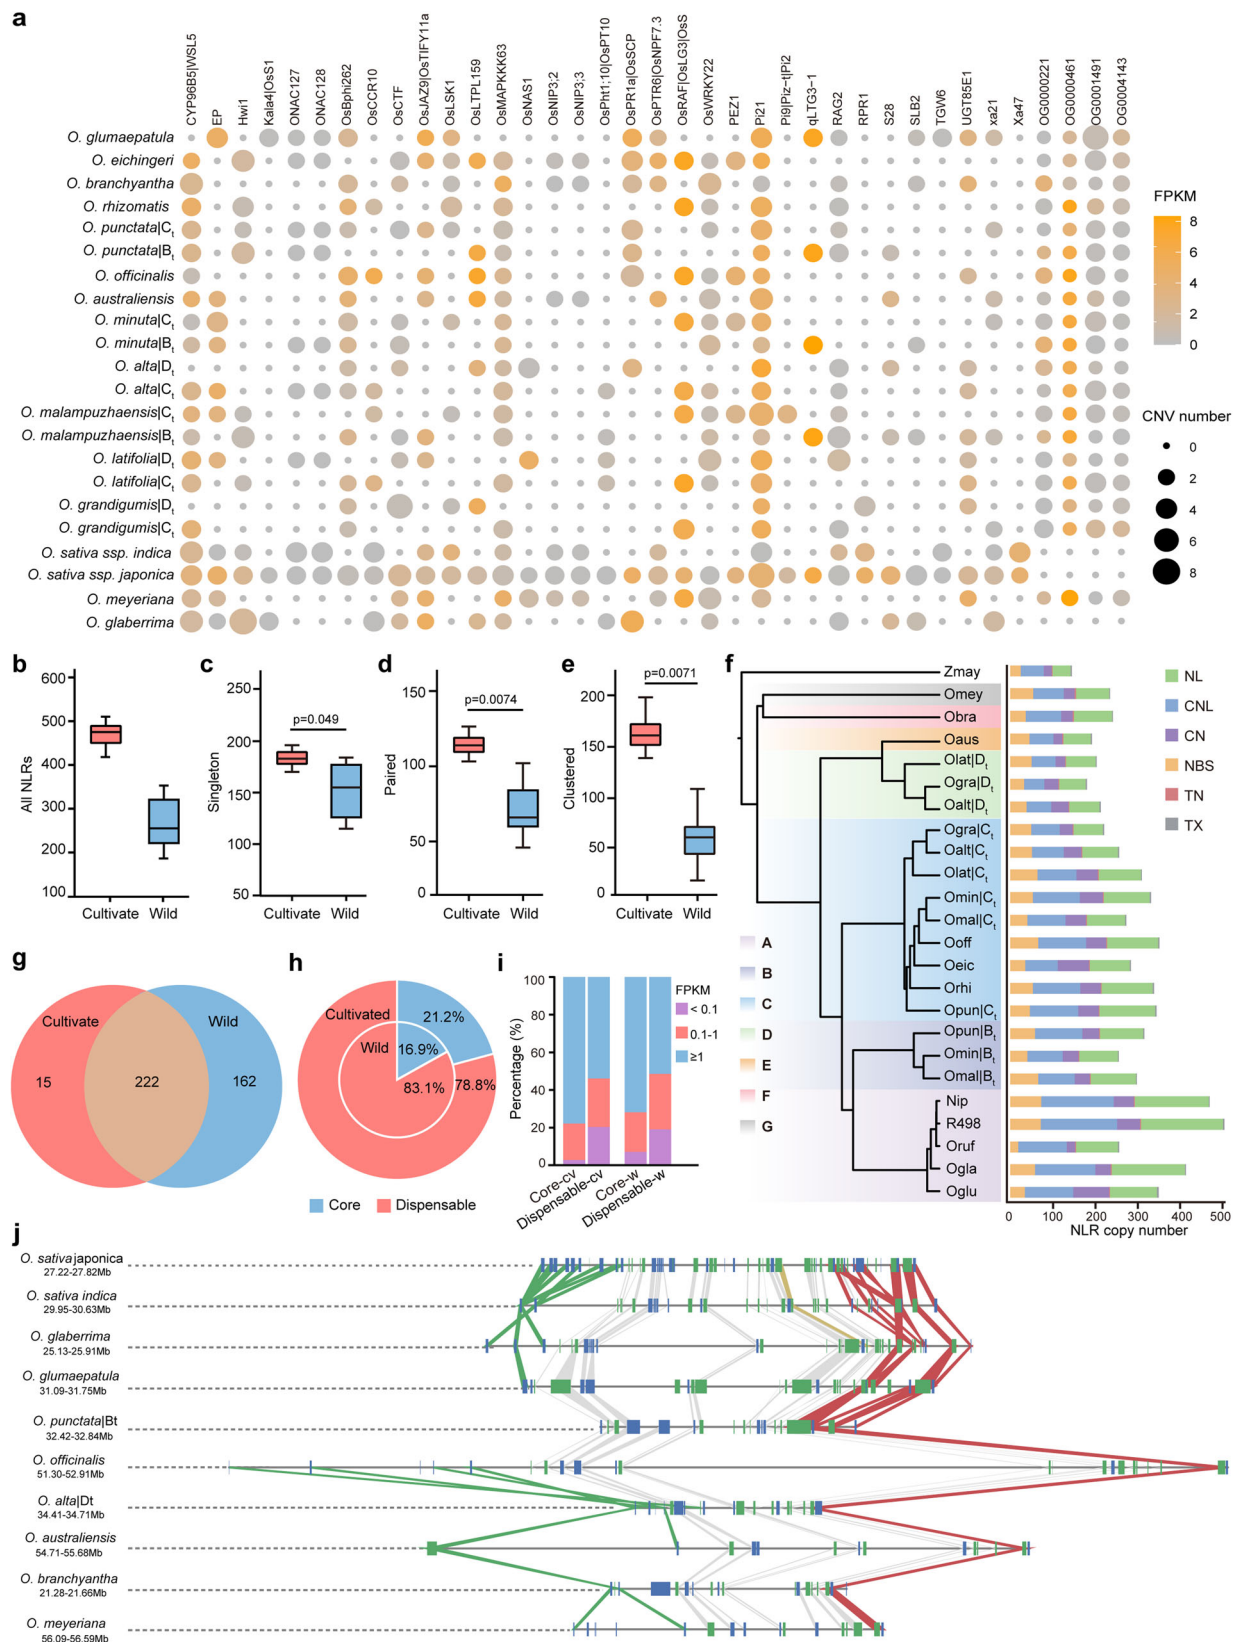 a
CYP96B5|WSL5
EP
Hwi1
Kala4|OsS1
ONAC127
ONAC128
OsBphi262
OsCCR10
OsCTF
OsJAZ9|OsTIFY11a
OsLSK1
OsLTPL159
OsMAPKKK63
OsNAS1
OsNIP3;2
OsNIP3;3
OsPht1;10|OsPT10
OsPR1a|OsSCP
OsPTR6|OsNPF7.3
OsRAF|OsLG3|OsS
OsWRKY22
PEZ1
Pi21
Pi9|Piz-t|Pi2
qLTG3-1
RAG2
RPR1
S28
SLB2
TGW6
UGT85E1
xa21
Xa47
OG0000221
OG0000461
OG0001491
OG0004143
O. glumaepatula
O. eichingeri
O. branchyantha
O. rhizomatis
O. punctata|Ct
O. punctata|Bt
O. officinalis
O. australiensis
O. minuta|Ct
O. minuta|Bt
O. alta|Dt
O. alta|Ct
O. malampuzhaensis|Ct
O. malampuzhaensis|Bt
O. latifolia|Dt
O. latifolia|Ct
O. grandigumis|Dt
O. grandigumis|Ct
O. sativa ssp. indica
O. sativa ssp. japonica
O. meyeriana
O. glaberrima
FPKM
8
6
4
2
0
CNV number
0
2
4
6
8
b
All NLRs
600
500
400
300
200
100
Cultivate Wild
c
Singleton
250
200
150
100
50
p=0.049
Cultivate Wild
d
Paired
150
100
50
0
p=0.0074
Cultivate Wild
e
Clustered
200
150
100
50
0
p=0.0071
Cultivate Wild
f
Zmay
Omey
Obra
Oaus
Olat|Dt
Ogra|Dt
Oalt|Dt
Ogra|Ct
Oalt|Ct
Olat|Ct
Omin|Ct
Omal|Ct
Ooff
Oeic
Orhi
Opun|Ct
Opun|Bt
Omin|Bt
Omal|Bt
Nip
R498
Oruf
Ogla
Oglu
A
B
C
D
E
F
G
0 100 200 300 400 500
NLR copy number
NL
CNL
CN
NBS
TN
TX
g
Cultivate
Wild
15
222
162
h
Cultivated
Wild
21.2%
16.9%
83.1%
78.8%
Core
Dispensable
i
Percentage (%)
100
80
60
40
20
0
Core-cv
Dispensable-cv
Core-w
Dispensable-w
FPKM
< 0.1
0.1-1
≥1
j
O. sativa japonica
27.22-27.82Mb
O. sativa indica
29.95-30.63Mb
O. glaberrima
25.13-25.91Mb
O. glumaepatula
31.09-31.75Mb
O. punctata|Bt
32.42-32.84Mb
O. officinalis
51.30-52.91Mb
O. alta|Dt
34.41-34.71Mb
O. australiensis
54.71-55.68Mb
O. branchyantha
21.28-21.66Mb
O. meyeriana
56.09-56.59Mb